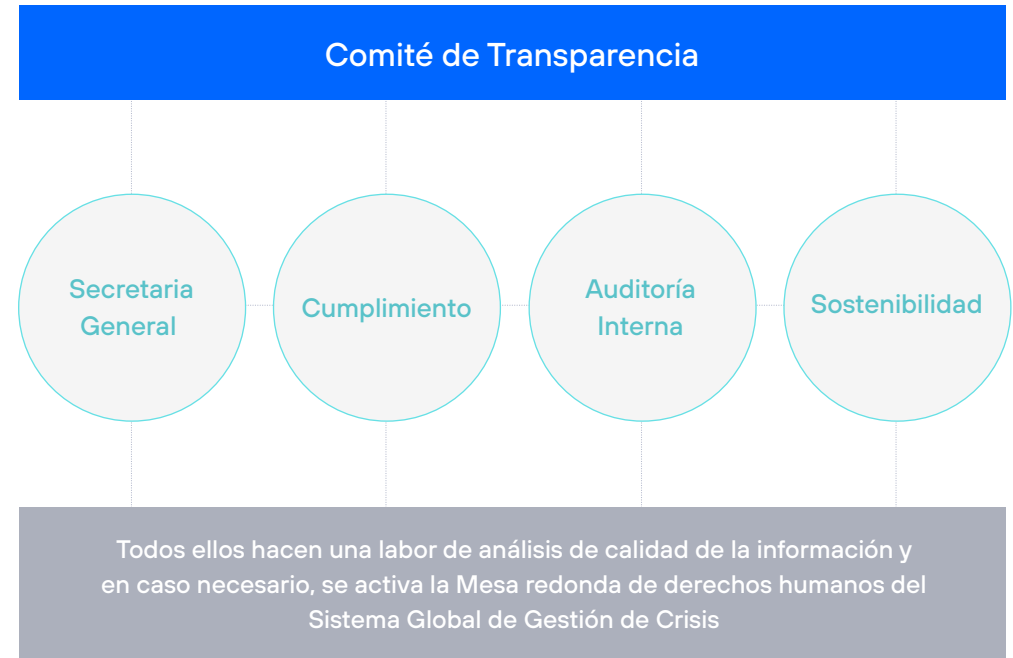 Comité de Transparencia
Secretaria
General
Cumplimiento
Auditoría
Interna
Sostenibilidad
Todos ellos hacen una labor de análisis de calidad de la información y
en caso necesario, se activa la Mesa redonda de derechos humanos del
Sistema Global de Gestión de Crisis